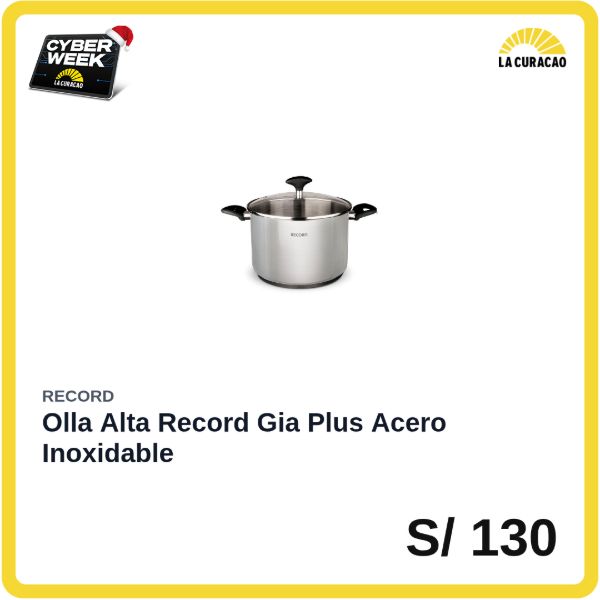 CYBER
WEEK
LA CURACAO
LA CURACAO
RECORD
RECORD
Olla Alta Record Gia Plus Acero
Inoxidable
S/ 130